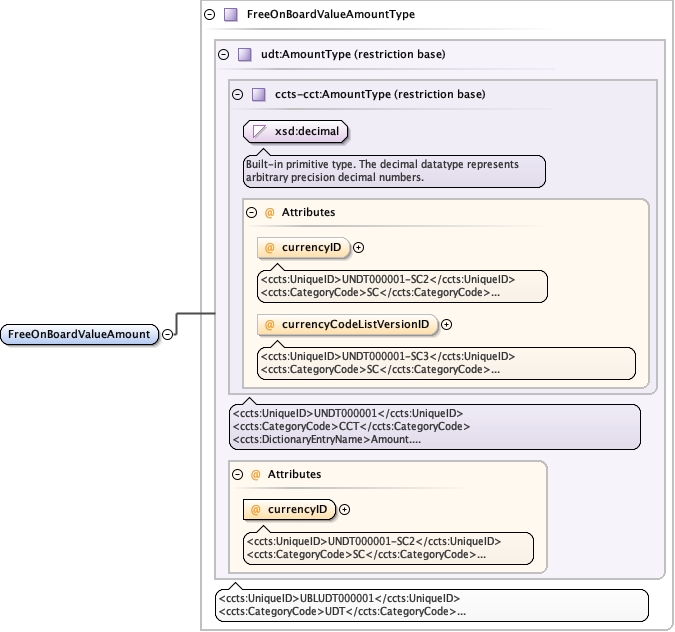 FreeOnBoardValueAmountType
udt:AmountType (restriction base)
ccts-cct:AmountType (restriction base)
xsd:decimal
Built-in primitive type. The decimal datatype represents
arbitrary precision decimal numbers.
@ Attributes
@ currencyID
<ccts:UniqueID>UNDT000001-SC2</ccts:UniqueID>
<ccts:CategoryCode>SC</ccts:CategoryCode>...
@ currencyCodeListVersionID
<ccts:UniqueID>UNDT000001-SC3</ccts:UniqueID>
<ccts:CategoryCode>SC</ccts:CategoryCode>...
FreeOnBoardValueAmount
<ccts:UniqueID>UNDT000001</ccts:UniqueID>
<ccts:CategoryCode>CCT</ccts:CategoryCode>
<ccts:DictionaryEntryName>Amount....
@ Attributes
@ currencyID
<ccts:UniqueID>UNDT000001-SC2</ccts:UniqueID>
<ccts:CategoryCode>SC</ccts:CategoryCode>...
<ccts:UniqueID>UBLUDT000001</ccts:UniqueID>
<ccts:CategoryCode>UDT</ccts:CategoryCode>...